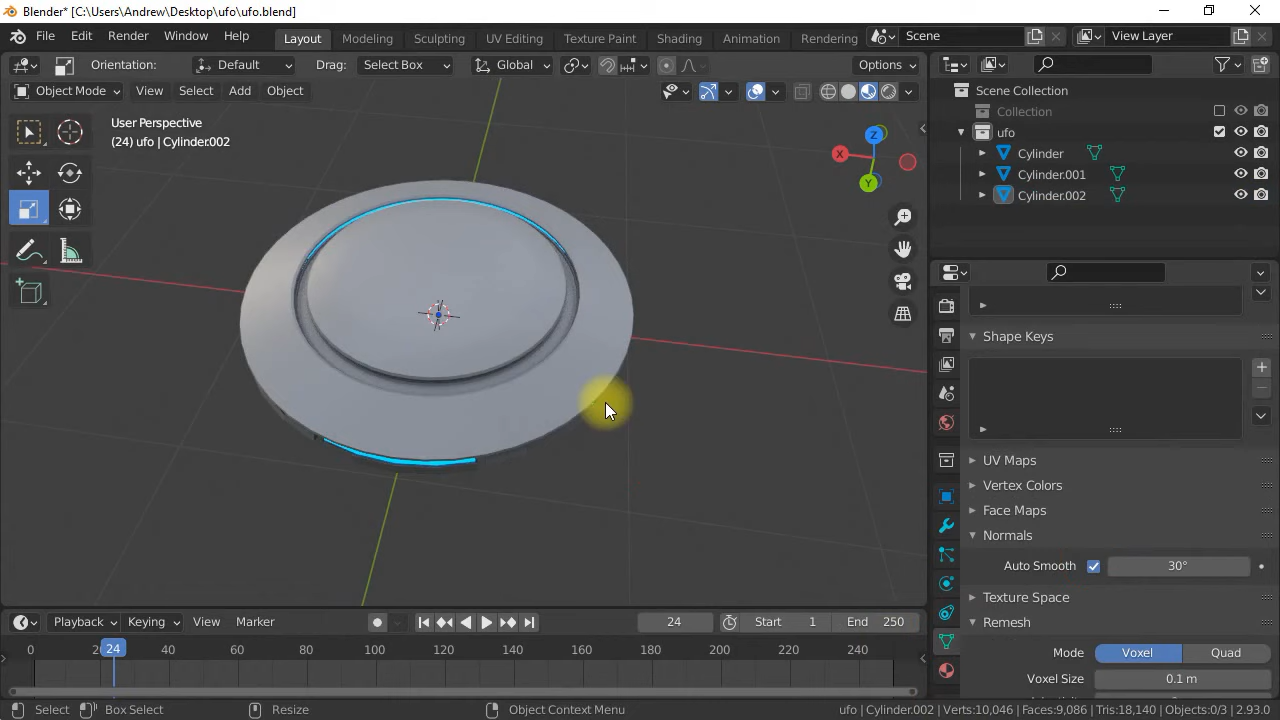 Blender* [C:\Users\Andrew\Desktop\ufo\ufo.blend]
File Edit Render Window Help Layout Modeling Sculpting UV Editing Texture Paint Shading Animation Rendering Scene View Layer
Orientation: Default Drag: Select Box Global Options
Object Mode View Select Add Object
Scene Collection
Collection
ufo
Cylinder
Cylinder.001
Cylinder.002
User Perspective
(24) ufo | Cylinder.002
X
Y
Z
Shape Keys
UV Maps
Vertex Colors
Face Maps
Normals
Auto Smooth 30°
Texture Space
Remesh
Mode Voxel Quad
Voxel Size 0.1 m
Playback Keying View Marker 24 Start 1 End 250
0 20 24 40 60 80 100 120 140 160 180 200 220 240
Select Box Select Resize Object Context Menu ufo | Cylinder.002 | Verts:10,046 | Faces:9,086 | Tris:18,140 | Objects:0/3 | 2.93.0